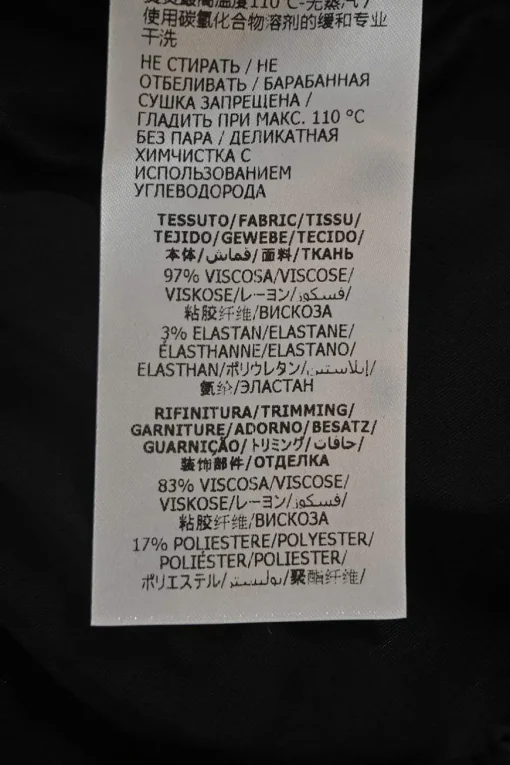 使用碳氢化合物溶剂的缓和专业
干洗
НЕ СТИРАТЬ / НЕ
ОТБЕЛИВАТЬ / БАРАБАННАЯ
СУШКА ЗАПРЕЩЕНА /
ГЛАДИТЬ ПРИ МАКС. 110 °C
БЕЗ ПАРА / ДЕЛИКАТНАЯ
ХИМЧИСТКА С
ИСПОЛЬЗОВАНИЕМ
УГЛЕВОДОРОДА
TESSUTO/FABRIC/TISSU/
TEJIDO/GEWEBE/TECIDO/
本体/قماش/面料/ТКАНЬ
97% VISCOSA/VISCOSE/
VISKOSE/レーヨン/فسكوز/
粘胶纤维/ВИСКОЗА
3% ELASTAN/ELASTANE/
ÉLASTHANNE/ELASTANO/
ELASTHAN/ポリウレタン/إيلاستين/
氨纶/ЭЛАСТАН
RIFINITURA/TRIMMING/
GARNITURE/ADORNO/BESATZ/
GUARNIÇÃO/トリミング/حافات/
装饰部件/ОТДЕЛКА
83% VISCOSA/VISCOSE/
VISKOSE/レーヨン/فسكوز/
粘胶纤维/ВИСКОЗА
17% POLIESTERE/POLYESTER/
POLIÉSTER/POLIESTER/
ポリエステル/بوليستر/聚酯纤维/